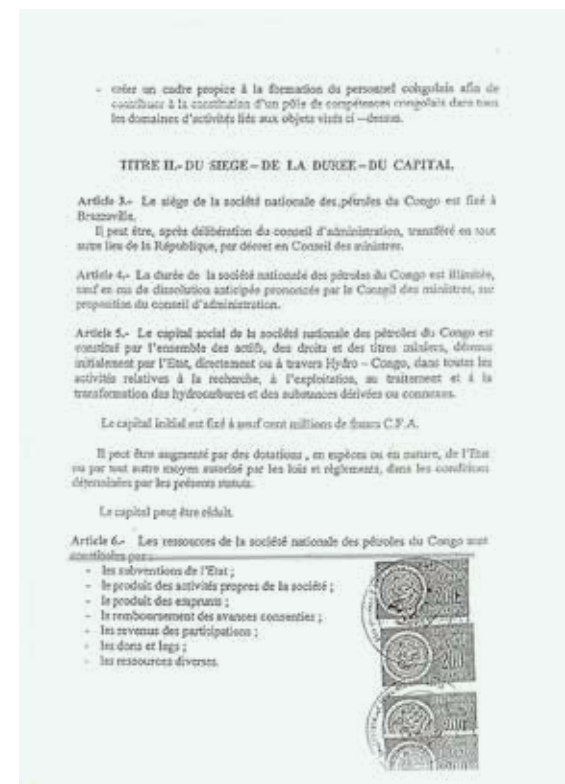 - créer un cadre propice à la formation du personnel congolais afin de
contribuer à la constitution d'un pôle de compétences congolais dans tous
les domaines d'activités liés aux objets visés ci –dessus.
TITRE II.- DU SIEGE – DE LA DUREE – DU CAPITAL
Article 3.- Le siège de la société nationale des pétroles du Congo est fixé à
Brazzaville.
Il peut être, après délibération du conseil d'administration, transféré en tout
autre lieu de la République, par décret en Conseil des ministres.
Article 4.- La durée de la société nationale des pétroles du Congo est illimitée,
sauf en cas de dissolution anticipée prononcée par le Conseil des ministres, sur
proposition du conseil d'administration.
Article 5.- Le capital social de la société nationale des pétroles du Congo est
constitué par l'ensemble des actifs, des droits et des titres miniers, détenus
initialement par l'Etat, directement ou à travers Hydro – Congo, dans toutes les
activités relatives à la recherche, à l'exploitation, au traitement et à la
transformation des hydrocarbures et des substances dérivées ou connexes.
Le capital initial est fixé à neuf cent millions de francs C.F.A.
Il peut être augmenté par des dotations , en espèces ou en nature, de l'Etat
ou par tout autre moyen autorisé par les lois et règlements, dans les conditions
déterminées par les présents statuts.
Le capital peut être réduit.
Article 6.- Les ressources de la société nationale des pétroles du Congo sont
constituées par :
- les subventions de l'Etat ;
- le produit des activités propres de la société ;
- le produit des emprunts ;
- le remboursement des avances consenties ;
- les revenus des participations ;
- les dons et legs ;
- les ressources diverses.
200
200
200